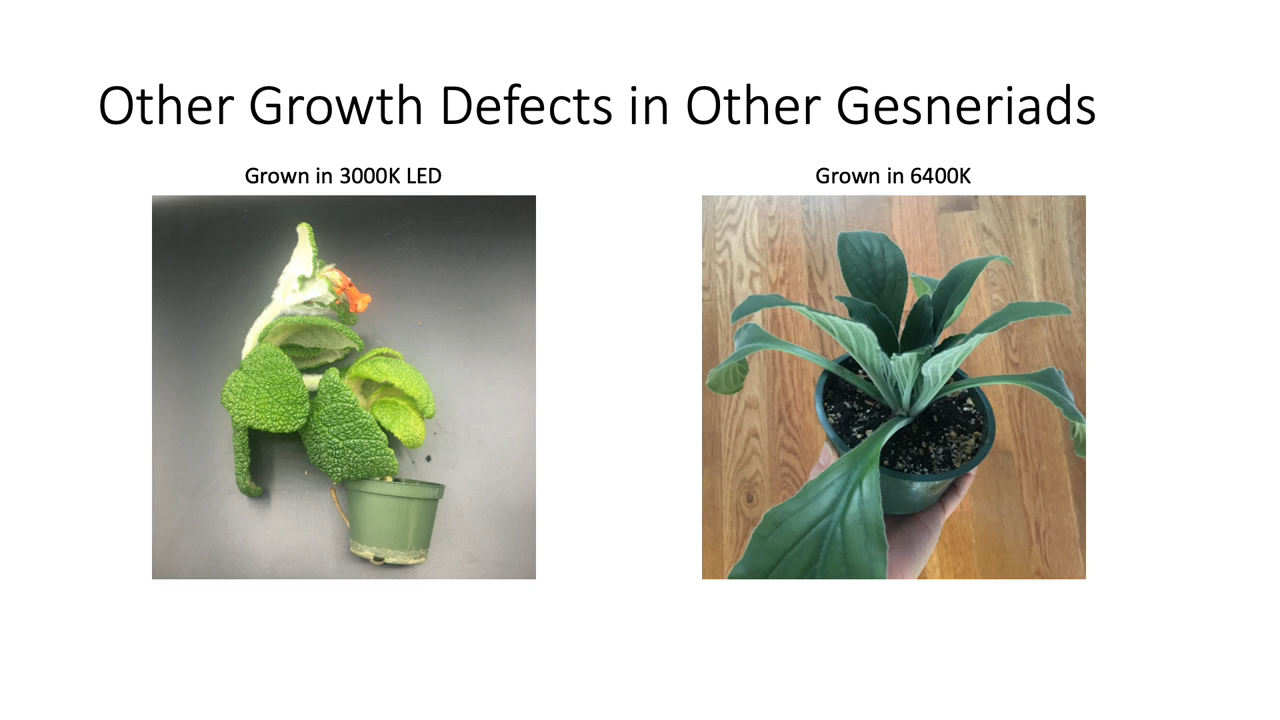 Other Growth Defects in Other Gesneriads
Grown in 3000K LED
Grown in 6400K